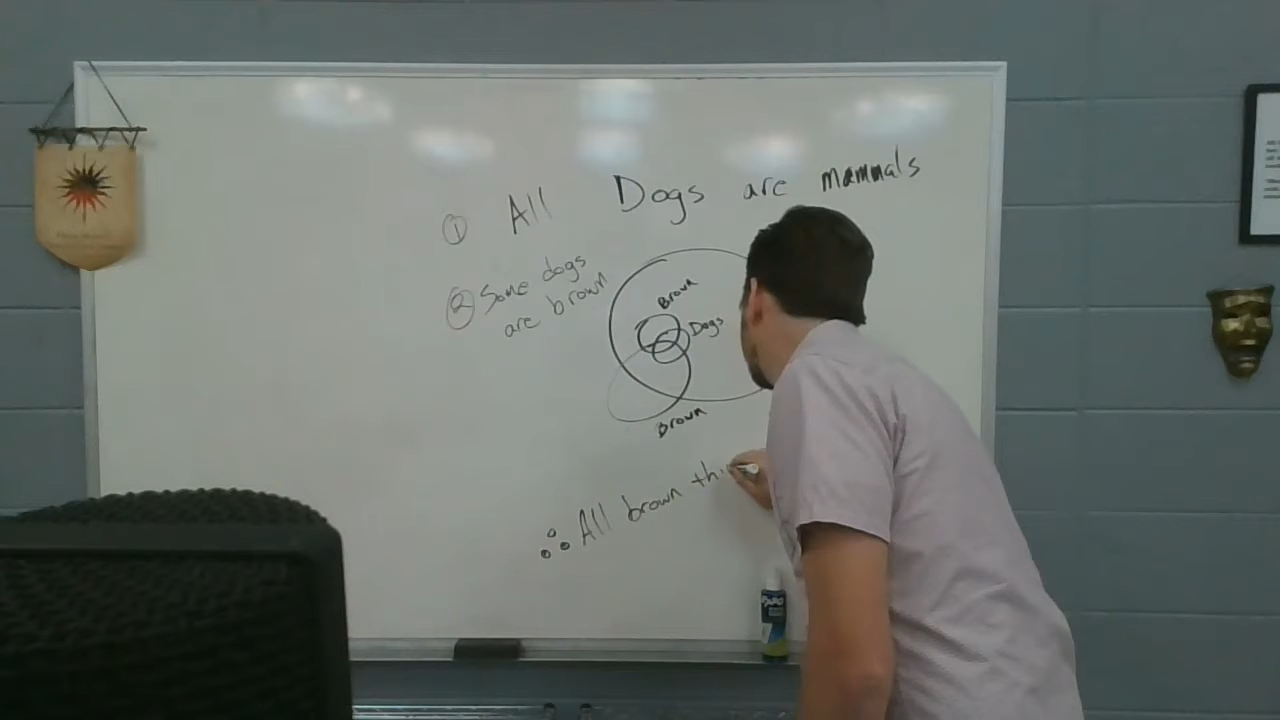 ① All Dogs are mammals
② Some dogs
are brown
Brown
Dogs
Brown
∴ All brown thi